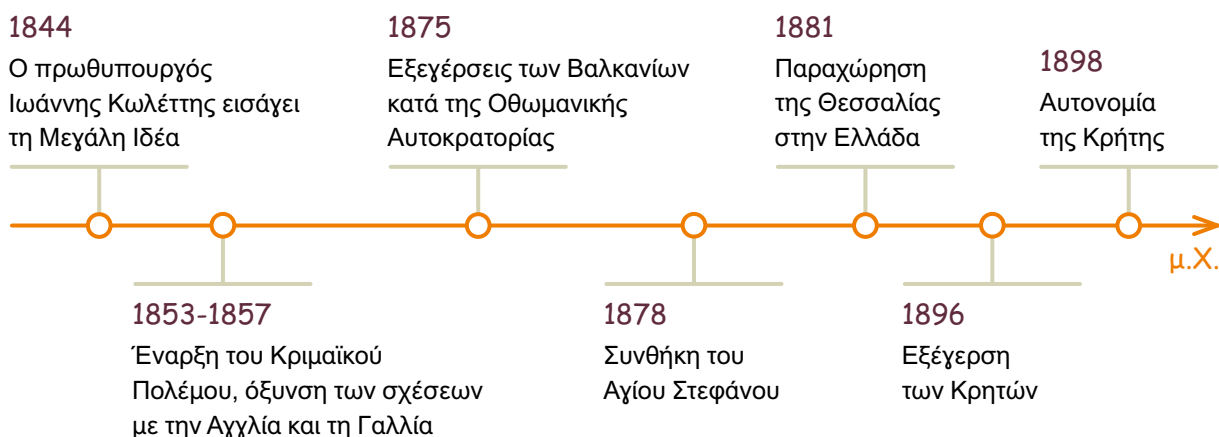 1844
Ο πρωθυπουργός
Ιωάννης Κωλέττης εισάγει
τη Μεγάλη Ιδέα
1853-1857
Έναρξη του Κριμαϊκού
Πολέμου, όξυνση των σχέσεων
με την Αγγλία και τη Γαλλία
1875
Εξεγέρσεις των Βαλκανίων
κατά της Οθωμανικής
Αυτοκρατορίας
1878
Συνθήκη του
Αγίου Στεφάνου
1881
Παραχώρηση
της Θεσσαλίας
στην Ελλάδα
1896
Εξέγερση
των Κρητών
1898
Αυτονομία
της Κρήτης
μ.Χ.